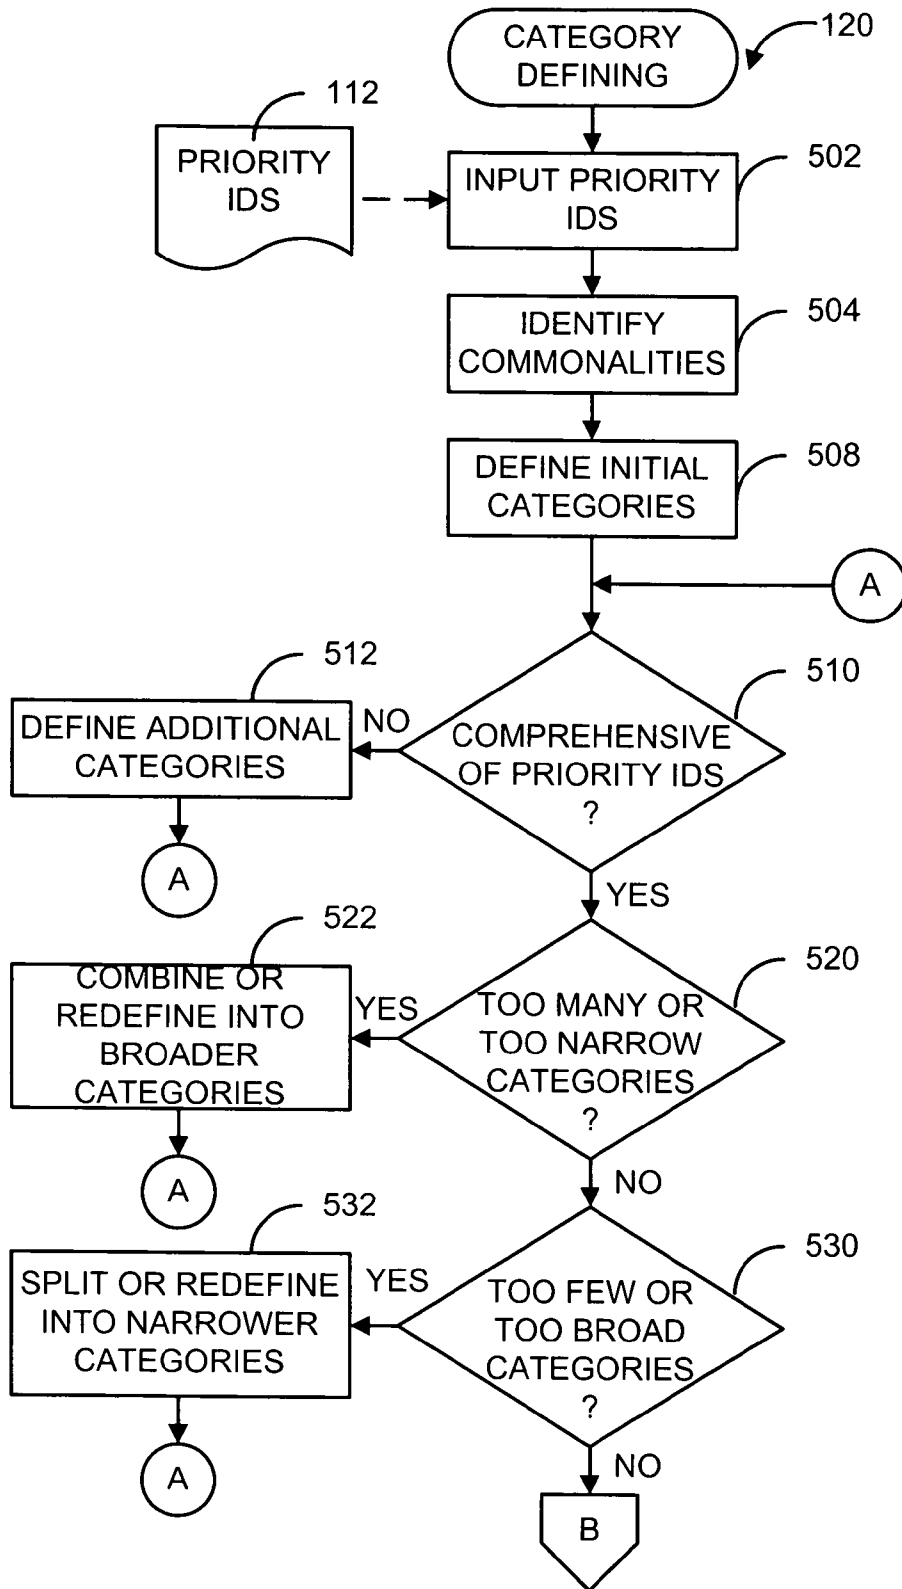 CATEGORY
DEFINING
120
112
PRIORITY
IDS
INPUT PRIORITY
IDS
502
IDENTIFY
COMMONALITIES
504
DEFINE INITIAL
CATEGORIES
508
A
512
DEFINE ADDITIONAL
CATEGORIES
NO
COMPREHENSIVE
OF PRIORITY IDS
?
510
A
YES
522
COMBINE OR
REDEFINE INTO
BROADER
CATEGORIES
YES
TOO MANY OR
TOO NARROW
CATEGORIES
?
520
A
NO
532
SPLIT OR REDEFINE
INTO NARROWER
CATEGORIES
YES
TOO FEW OR
TOO BROAD
CATEGORIES
?
530
A
NO
B